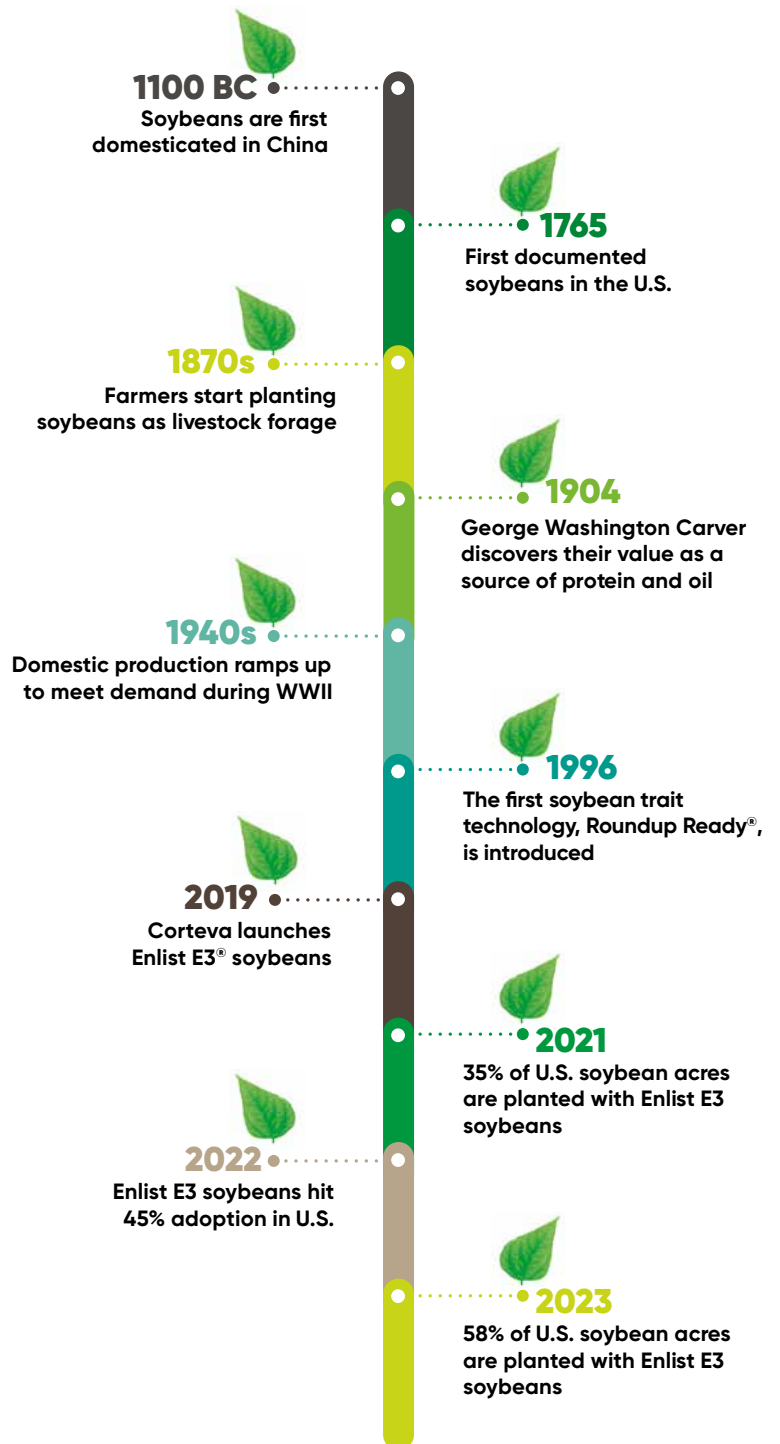 1100 BC
Soybeans are first
domesticated in China
1765
First documented
soybeans in the U.S.
1870s
Farmers start planting
soybeans as livestock forage
1904
George Washington Carver
discovers their value as a
source of protein and oil
1940s
Domestic production ramps up
to meet demand during WWII
1996
The first soybean trait
technology, Roundup Ready®,
is introduced
2019
Corteva launches
Enlist E3® soybeans
2021
35% of U.S. soybean acres
are planted with Enlist E3
soybeans
2022
Enlist E3 soybeans hit
45% adoption in U.S.
2023
58% of U.S. soybean acres
are planted with Enlist E3
soybeans